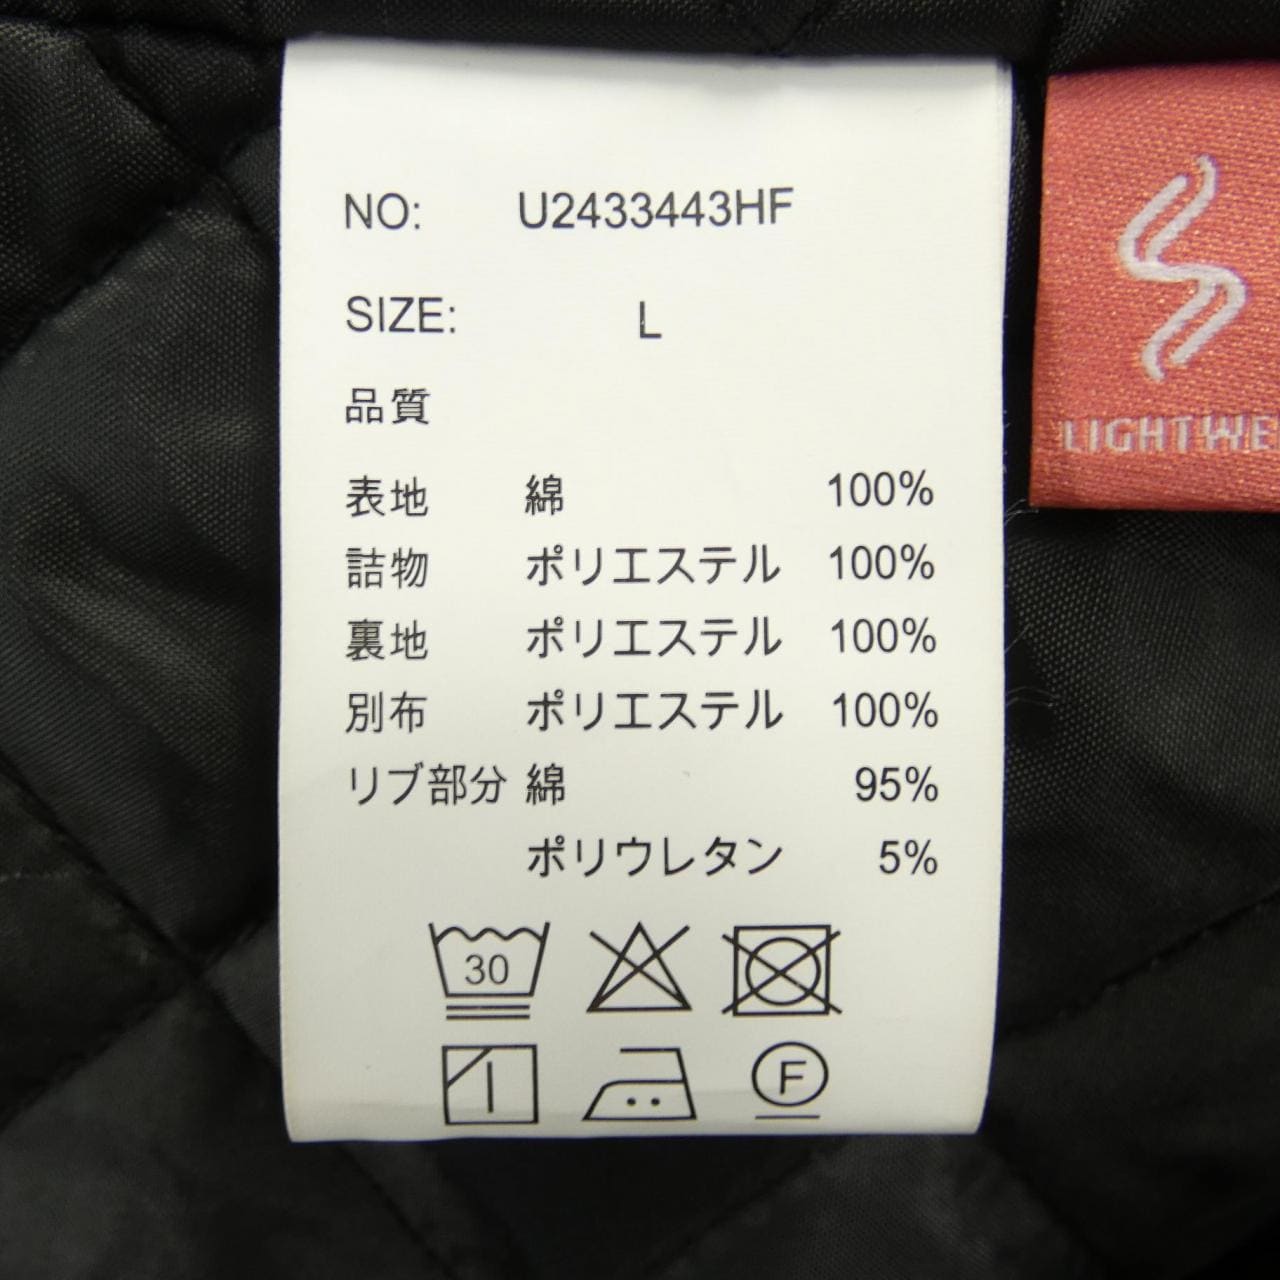 NO: U2433443HF
SIZE: L
品質
表地 綿 100%
詰物 ポリエステル 100%
裏地 ポリエステル 100%
別布 ポリエステル 100%
リブ部分 綿 95%
ポリウレタン 5%
30
F
LIGHTWE